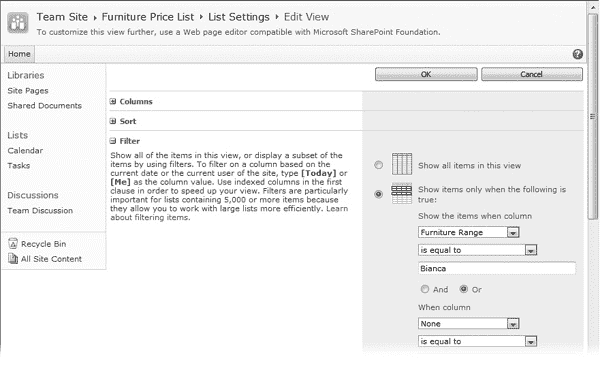 Team Site ▸ Furniture Price List ▸ List Settings ▸ Edit View
To customize this view further, use a Web page editor compatible with Microsoft SharePoint Foundation.
Home
Libraries
Site Pages
Shared Documents
Lists
Calendar
Tasks
Discussions
Team Discussion
Recycle Bin
All Site Content
OK
Cancel
Columns
Sort
Filter
Show all of the items in this view, or display a subset of the
items by using filters. To filter on a column based on the
current date or the current user of the site, type [Today] or
[Me] as the column value. Use indexed columns in the first
clause in order to speed up your view. Filters are particularly
important for lists containing 5,000 or more items because
they allow you to work with large lists more efficiently. Learn
about filtering items.
Show all items in this view
Show items only when the following is
true:
Show the items when column
Furniture Range
is equal to
Bianca
And Or
When column
None
is equal to